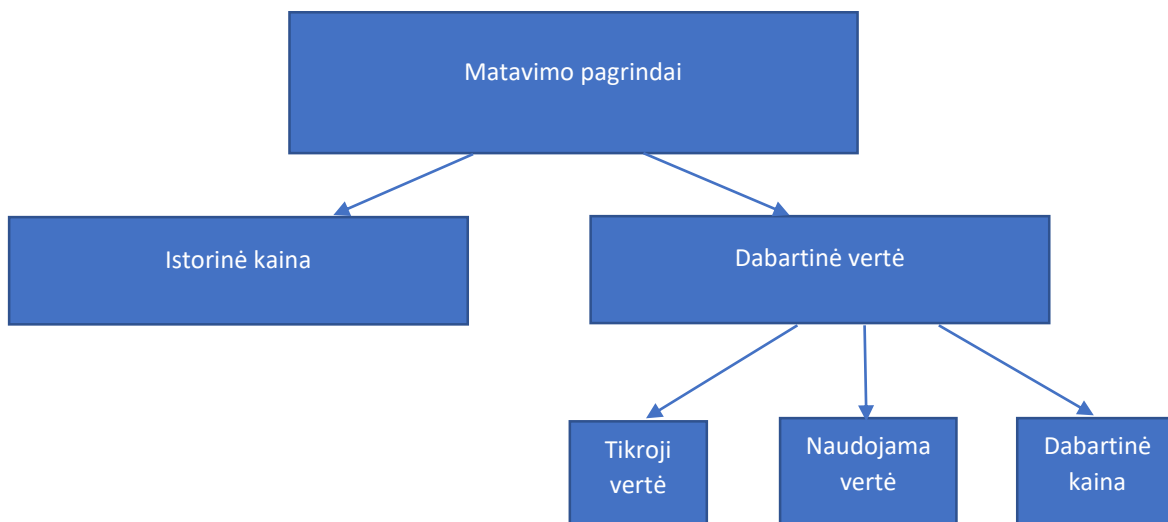 Matavimo pagrindai
Istorinė kaina
Dabartinė vertė
Tikroji
vertė
Naudojama
vertė
Dabartinė
kaina